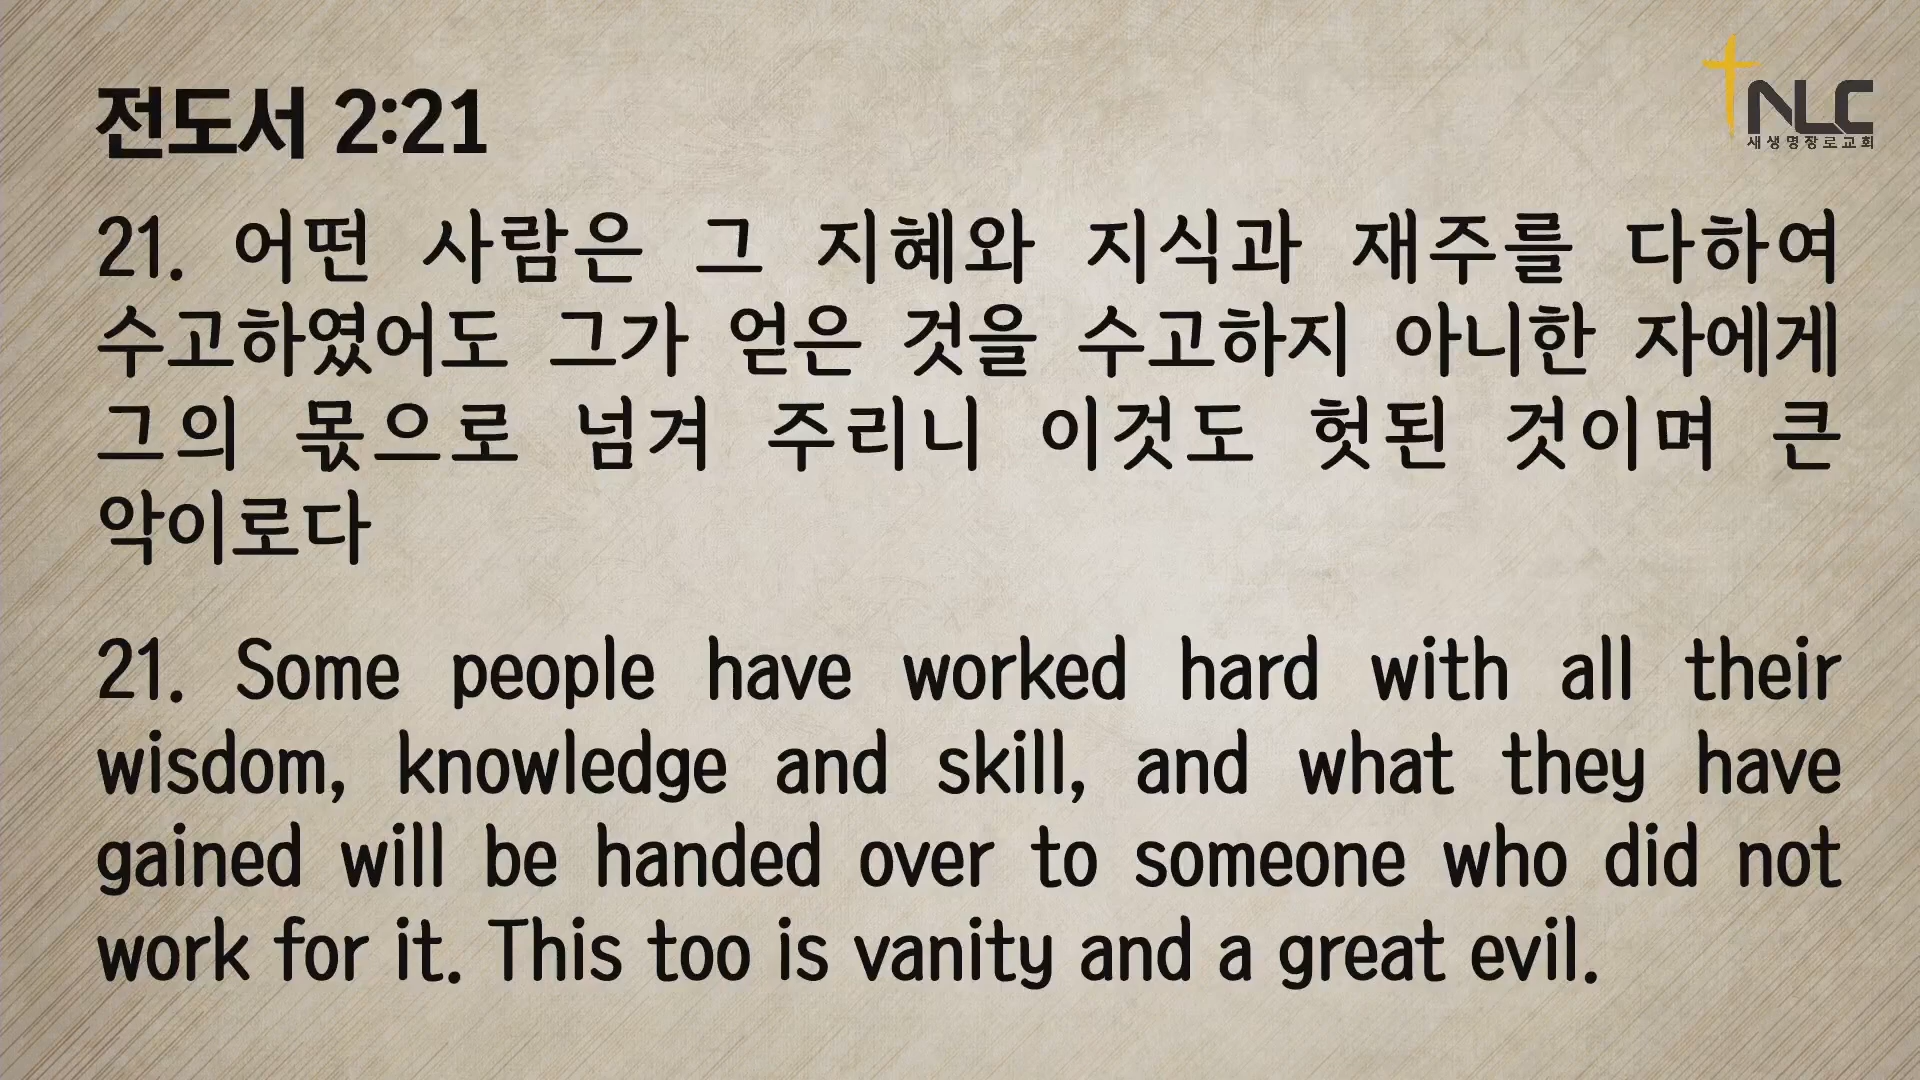 전도서 2:21
NLC
새생명장로교회
21. 어떤 사람은 그 지혜와 지식과 재주를 다하여
수고하였어도 그가 얻은 것을 수고하지 아니한 자에게
그의 몫으로 넘겨 주리니 이것도 헛된 것이며 큰
악이로다
21. Some people have worked hard with all their
wisdom, knowledge and skill, and what they have
gained will be handed over to someone who did not
work for it. This too is vanity and a great evil.